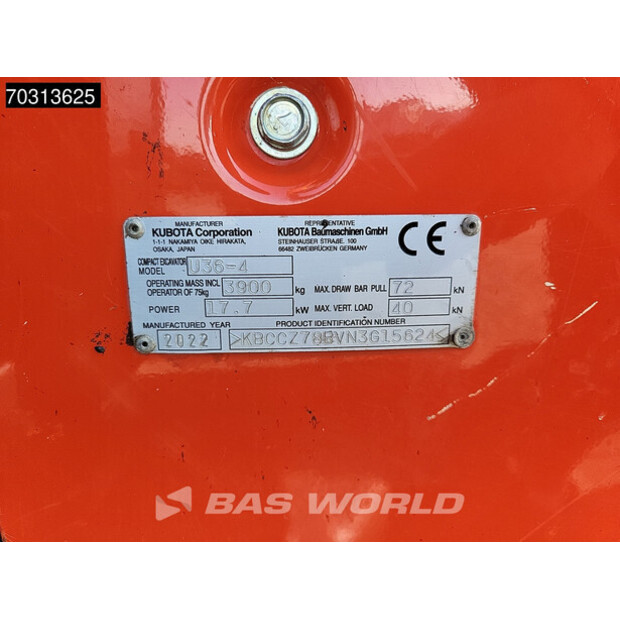 70313625
MANUFACTURER
KUBOTA Corporation
1-1-1 NAKAMIYA OIKE HIRAKATA,
OSAKA, JAPAN
REPRESENTATIVE
KUBOTA Baumaschinen GmbH
STEINHAUSER STRAßE, 100
66482 ZWEIBRÜCKEN GERMANY
CE
COMPACT EXCAVATOR
MODEL U36-4
OPERATING MASS INCL
OPERATOR OF 75kg 3900 kg
MAX. DRAW BAR PULL 72 kN
POWER 17.7 kW
MAX. VERT. LOAD 40 kN
MANUFACTURED YEAR
2022
PRODUCT IDENTIFICATION NUMBER
BAS WORLD